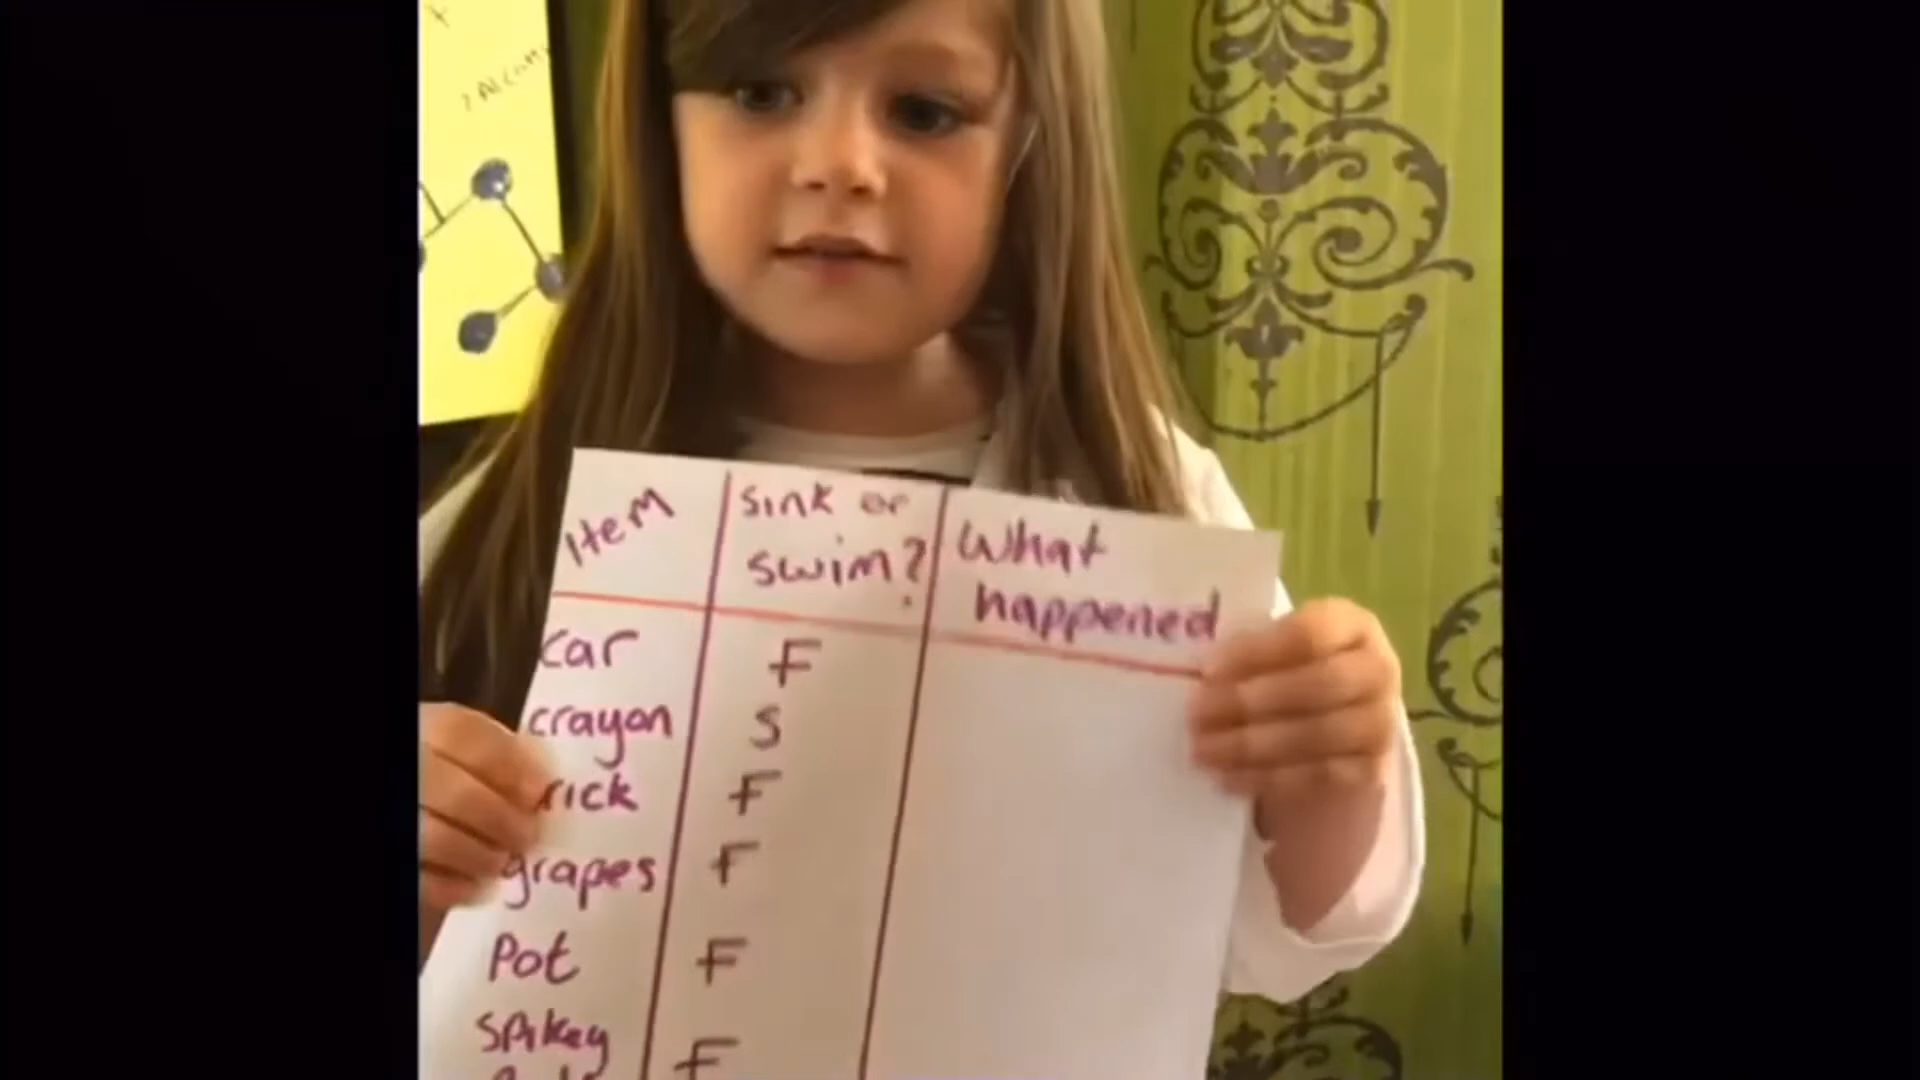 Item
sink or
swim?
What
happened
car F
crayon S
rick F
grapes F
Pot F
spikey F